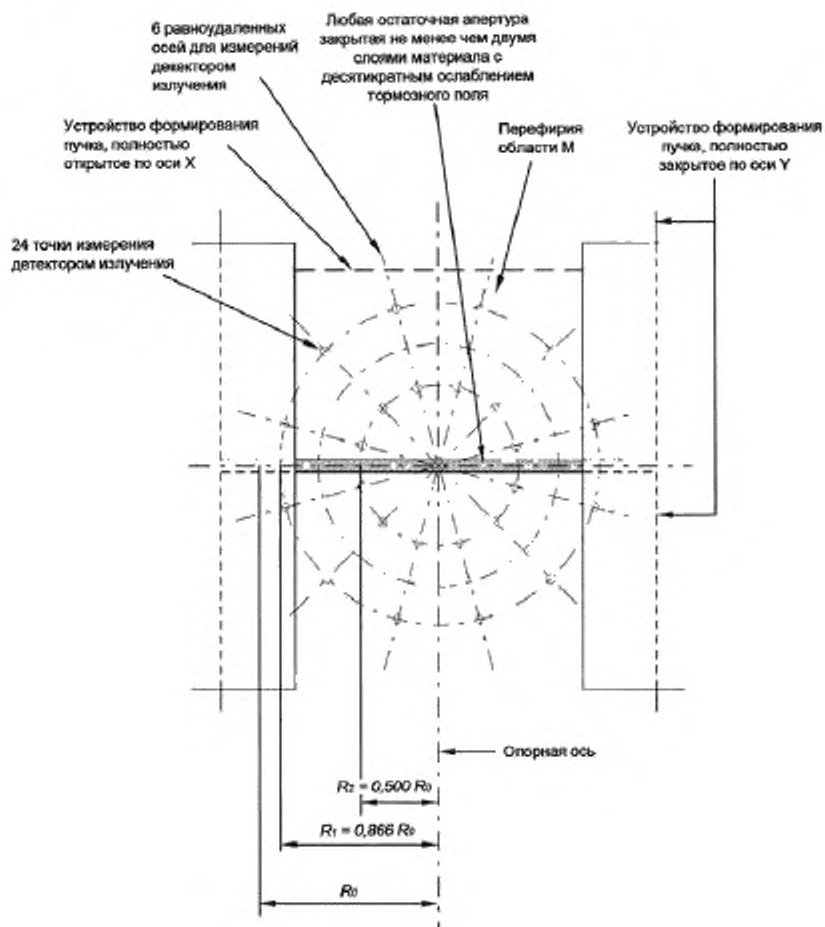 6 равноудаленных
осей для измерений
декектором
излучения
Любая остаточная апертура
закрытая не менее чем двумя
слоями материала с
десятикратным ослаблением
тормозного поля
Устройство формирования
пучка, полностью
открытое по оси X
Перефирия
области М
Устройство формирования
пучка, полностью
закрытое по оси Y
24 точки измерения
детектором излучения
Опорная ось
R₂ = 0,500 R₀
R₁ = 0,866 R₀
R₀